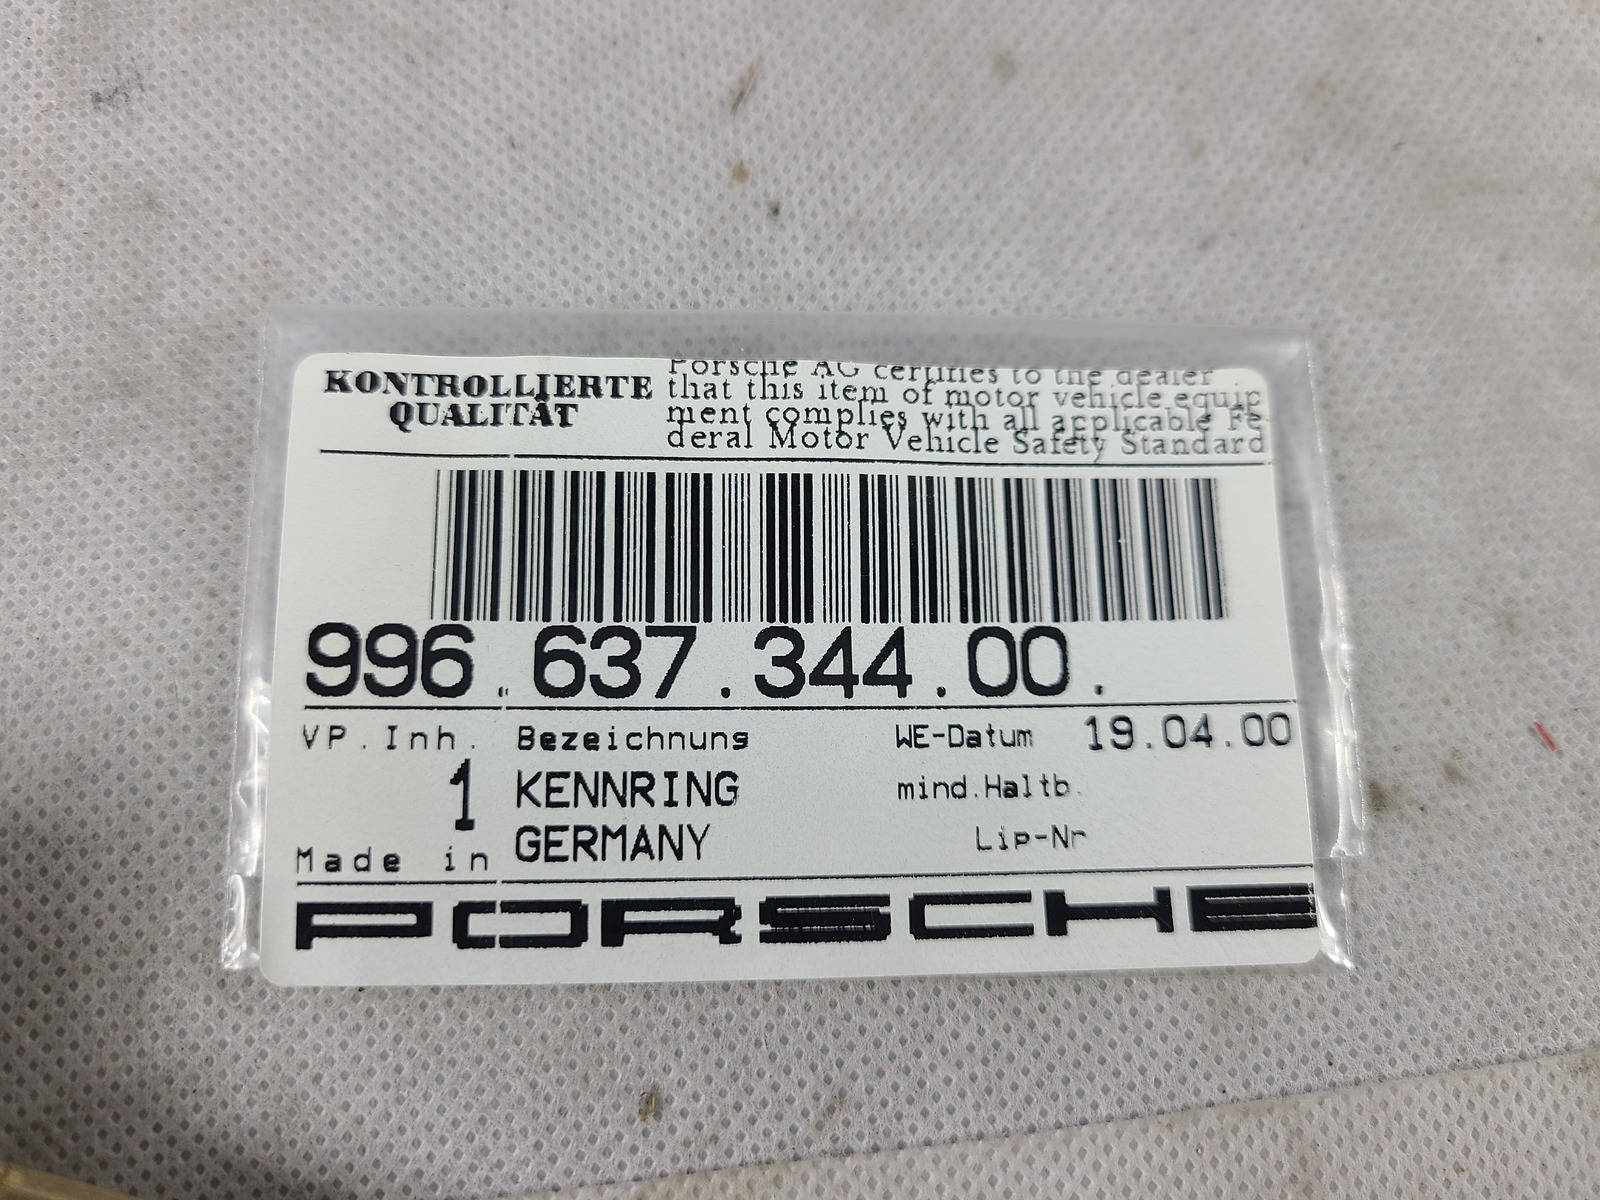 KONTROLLIERTE
QUALITÄT
Porsche AG certifies to the dealer
that this item of motor vehicle equip
ment complies with all applicable Fe
deral Motor Vehicle Safety Standard
996.637.344.00.
VP.Inh. Bezeichnung WE-Datum 19.04.00
1 KENNRING mind.Haltb.
Made in GERMANY Lip-Nr
PORSCHE